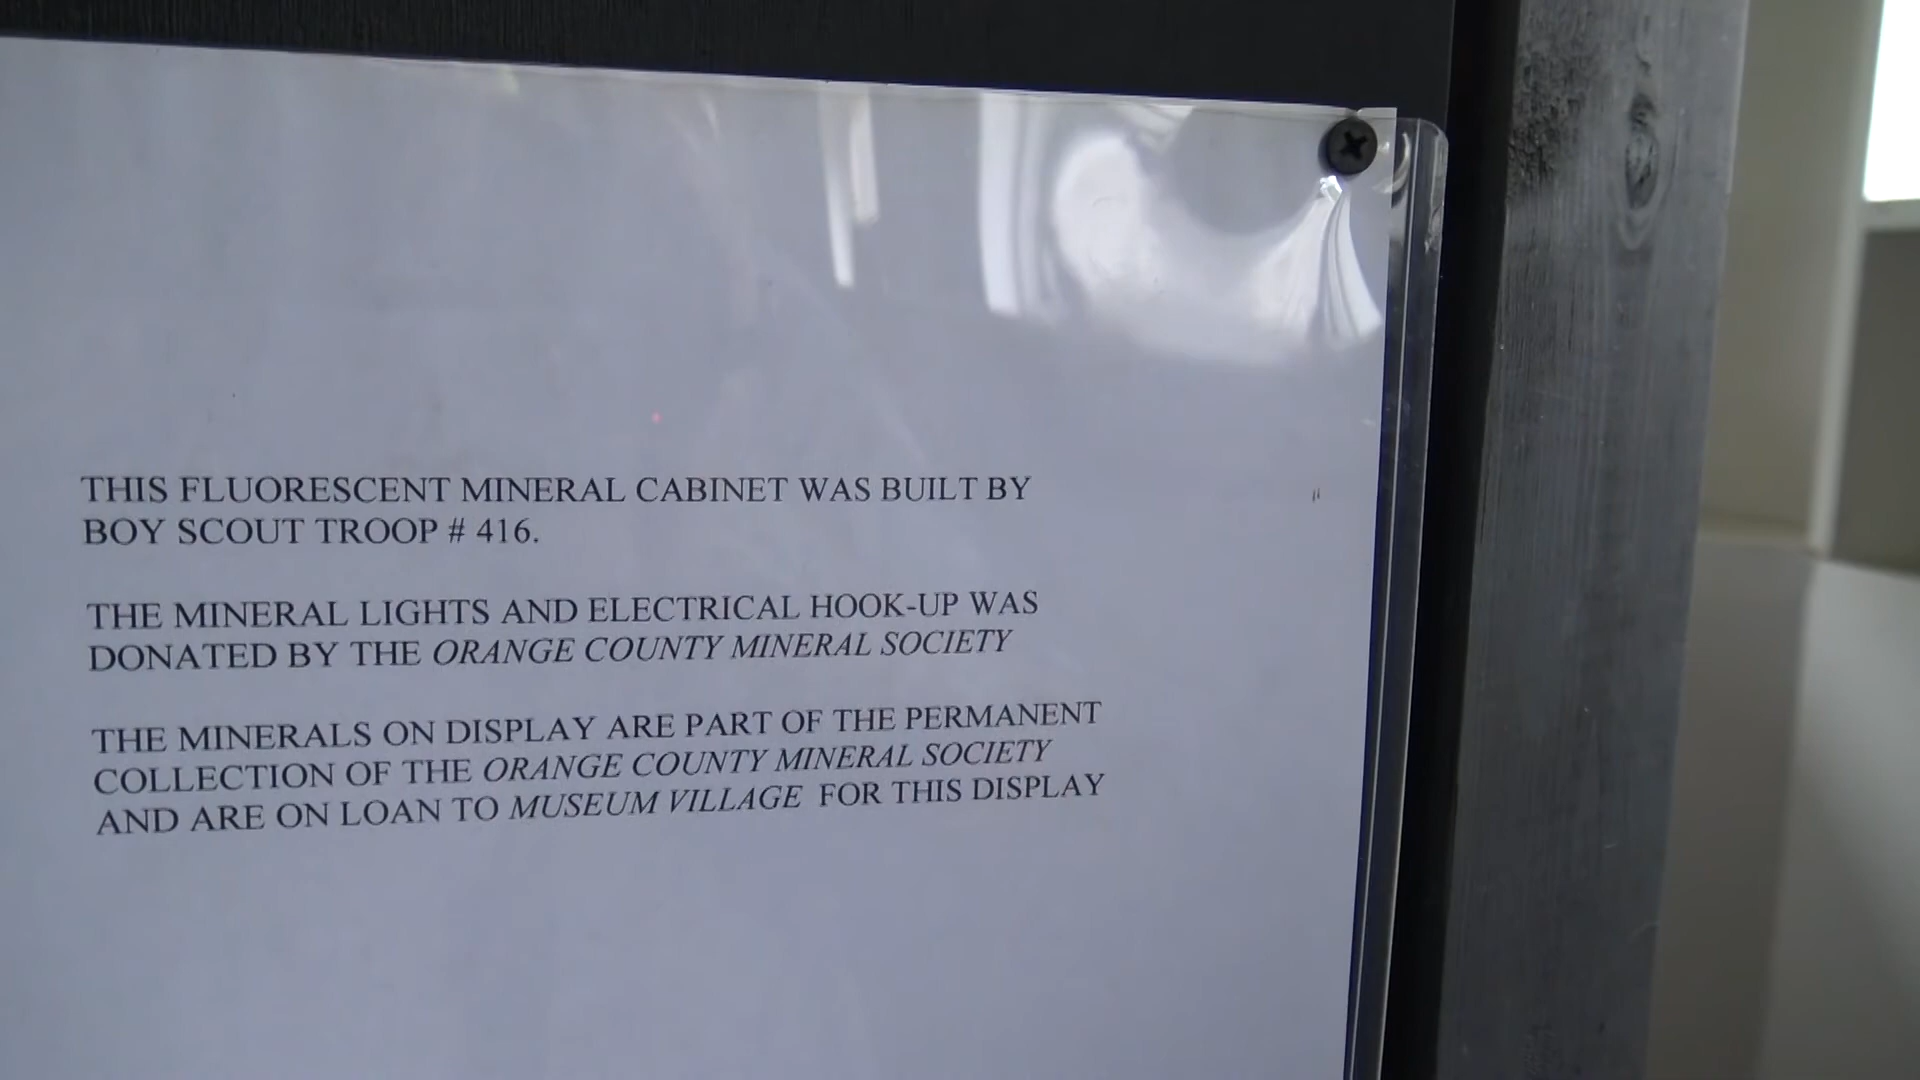 THIS FLUORESCENT MINERAL CABINET WAS BUILT BY
BOY SCOUT TROOP # 416.
THE MINERAL LIGHTS AND ELECTRICAL HOOK-UP WAS
DONATED BY THE ORANGE COUNTY MINERAL SOCIETY
THE MINERALS ON DISPLAY ARE PART OF THE PERMANENT
COLLECTION OF THE ORANGE COUNTY MINERAL SOCIETY
AND ARE ON LOAN TO MUSEUM VILLAGE FOR THIS DISPLAY